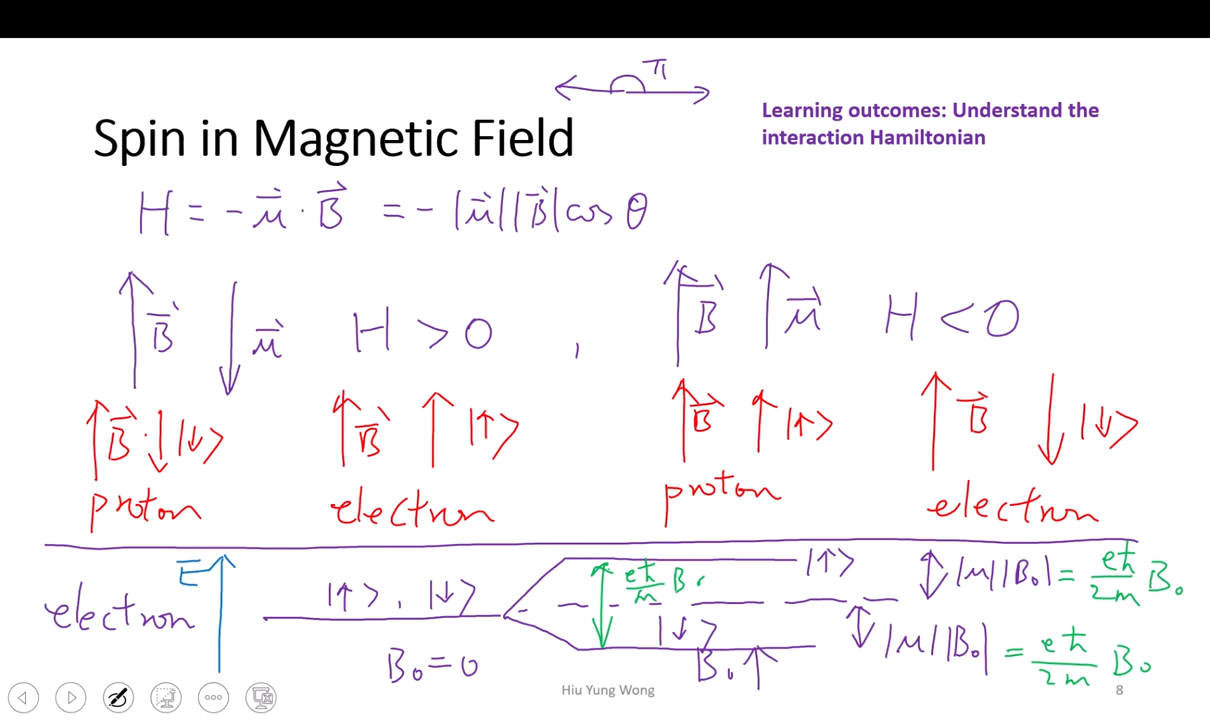 π
Learning outcomes: Understand the
interaction Hamiltonian
Spin in Magnetic Field
H = - μ⃗ · B⃗ = - |μ⃗||B⃗| cos θ
B⃗ μ⃗ H > 0 , B⃗ μ⃗ H < 0
B⃗ |↓> B⃗ |↑> B⃗ |↑> B⃗ |↓>
proton electron proton electron
E
electron
|↑>, |↓>
B₀ = 0
eħ/m B₀
|↑>
|↓>
B₀ ↑
|μ||B₀| = eħ/2m B₀
|μ||B₀| = eħ/2m B₀
Hiu Yung Wong
8